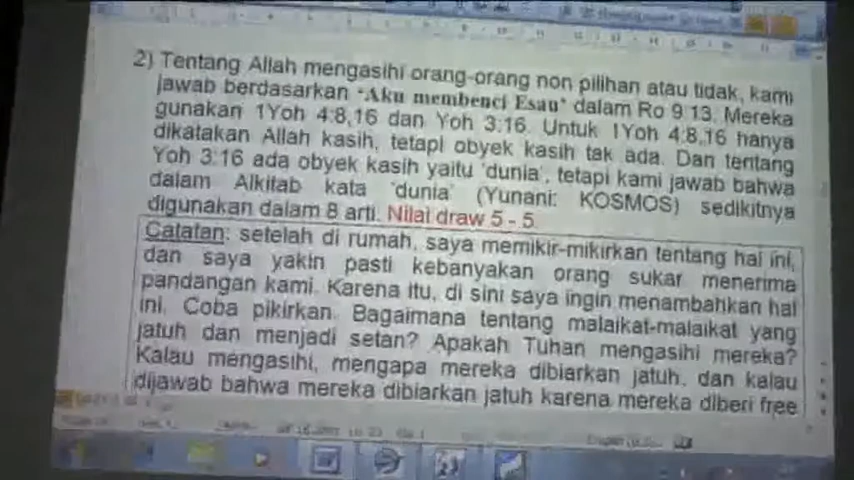 2) Tentang Allah mengasihi orang-orang non pilihan atau tidak, kami
jawab berdasarkan 'Aku membenci Esau' dalam Ro 9:13. Mereka
gunakan 1Yoh 4:8,16 dan Yoh 3:16. Untuk 1Yoh 4:8,16 hanya
dikatakan Allah kasih, tetapi obyek kasih tak ada. Dan tentang
Yoh 3:16 ada obyek kasih yaitu 'dunia', tetapi kami jawab bahwa
dalam Alkitab kata 'dunia' (Yunani: KOSMOS) sedikitnya
digunakan dalam 8 arti. Nilai draw 5 - 5.
Catatan: setelah di rumah, saya memikir-mikirkan tentang hal ini,
dan saya yakin pasti kebanyakan orang sukar menerima
pandangan kami. Karena itu, di sini saya ingin menambahkan hal
ini. Coba pikirkan. Bagaimana tentang malaikat-malaikat yang
jatuh dan menjadi setan? Apakah Tuhan mengasihi mereka?
Kalau mengasihi, mengapa mereka dibiarkan jatuh, dan kalau
dijawab bahwa mereka dibiarkan jatuh karena mereka diberi free